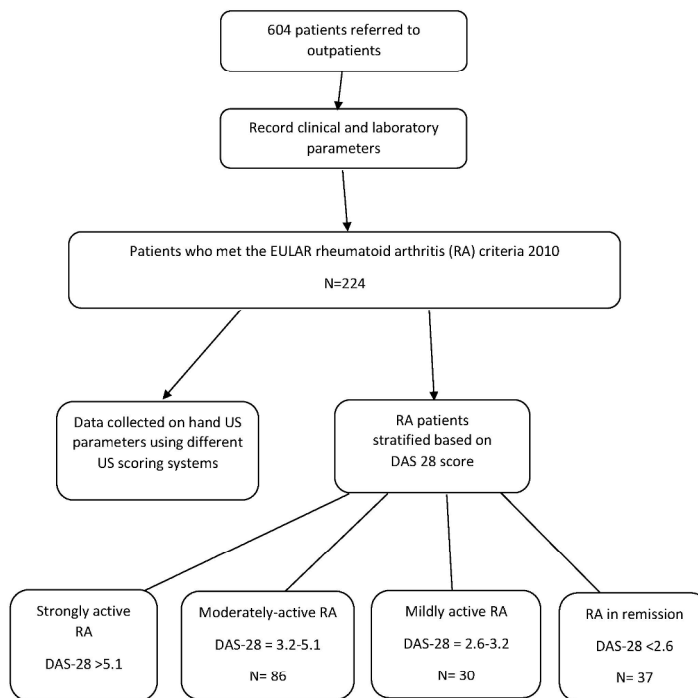 604 patients referred to
outpatients
Record clinical and laboratory
parameters
Patients who met the EULAR rheumatoid arthritis (RA) criteria 2010
N=224
Data collected on hand US
parameters using different
US scoring systems
RA patients
stratified based on
DAS 28 score
Strongly active
RA
DAS-28 >5.1
Moderately-active RA
DAS-28 = 3.2-5.1
N= 86
Mildly active RA
DAS-28 = 2.6-3.2
N= 30
RA in remission
DAS-28 <2.6
N= 37